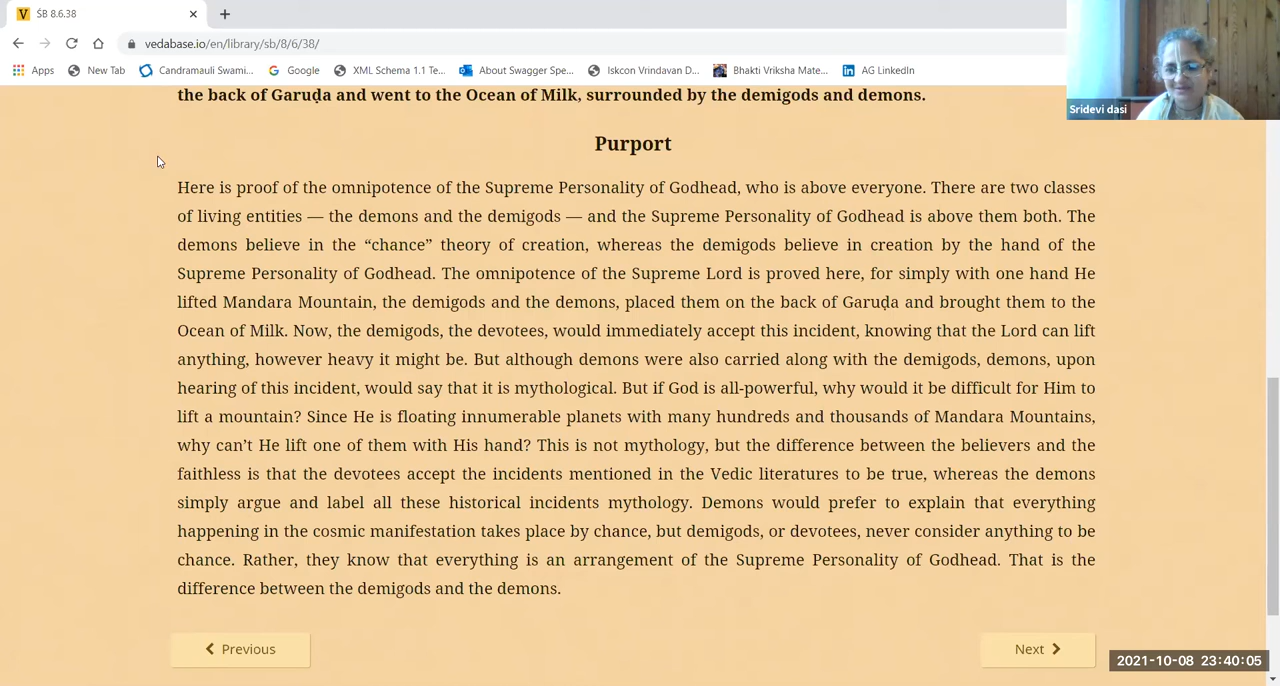 ŚB 8.6.38
vedabase.io/en/library/sb/8/6/38/
Apps New Tab Candramauli Swami... Google XML Schema 1.1 Te... About Swagger Spe... Iskcon Vrindavan D... Bhakti Vriksha Mate... AG LinkedIn
Sridevi dasi
the back of Garuḍa and went to the Ocean of Milk, surrounded by the demigods and demons.
Purport
Here is proof of the omnipotence of the Supreme Personality of Godhead, who is above everyone. There are two classes
of living entities — the demons and the demigods — and the Supreme Personality of Godhead is above them both. The
demons believe in the “chance” theory of creation, whereas the demigods believe in creation by the hand of the
Supreme Personality of Godhead. The omnipotence of the Supreme Lord is proved here, for simply with one hand He
lifted Mandara Mountain, the demigods and the demons, placed them on the back of Garuḍa and brought them to the
Ocean of Milk. Now, the demigods, the devotees, would immediately accept this incident, knowing that the Lord can lift
anything, however heavy it might be. But although demons were also carried along with the demigods, demons, upon
hearing of this incident, would say that it is mythological. But if God is all-powerful, why would it be difficult for Him to
lift a mountain? Since He is floating innumerable planets with many hundreds and thousands of Mandara Mountains,
why can’t He lift one of them with His hand? This is not mythology, but the difference between the believers and the
faithless is that the devotees accept the incidents mentioned in the Vedic literatures to be true, whereas the demons
simply argue and label all these historical incidents mythology. Demons would prefer to explain that everything
happening in the cosmic manifestation takes place by chance, but demigods, or devotees, never consider anything to be
chance. Rather, they know that everything is an arrangement of the Supreme Personality of Godhead. That is the
difference between the demigods and the demons.
Previous
Next
2021-10-08 23:40:05